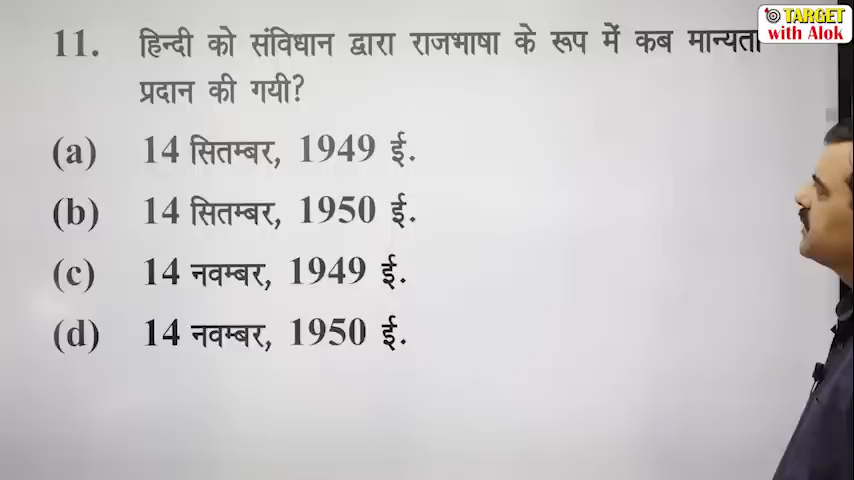 TARGET
with Alok
11. हिन्दी को संविधान द्वारा राजभाषा के रूप में कब मान्यता
प्रदान की गयी?
(a) 14 सितम्बर, 1949 ई.
(b) 14 सितम्बर, 1950 ई.
(c) 14 नवम्बर, 1949 ई.
(d) 14 नवम्बर, 1950 ई.